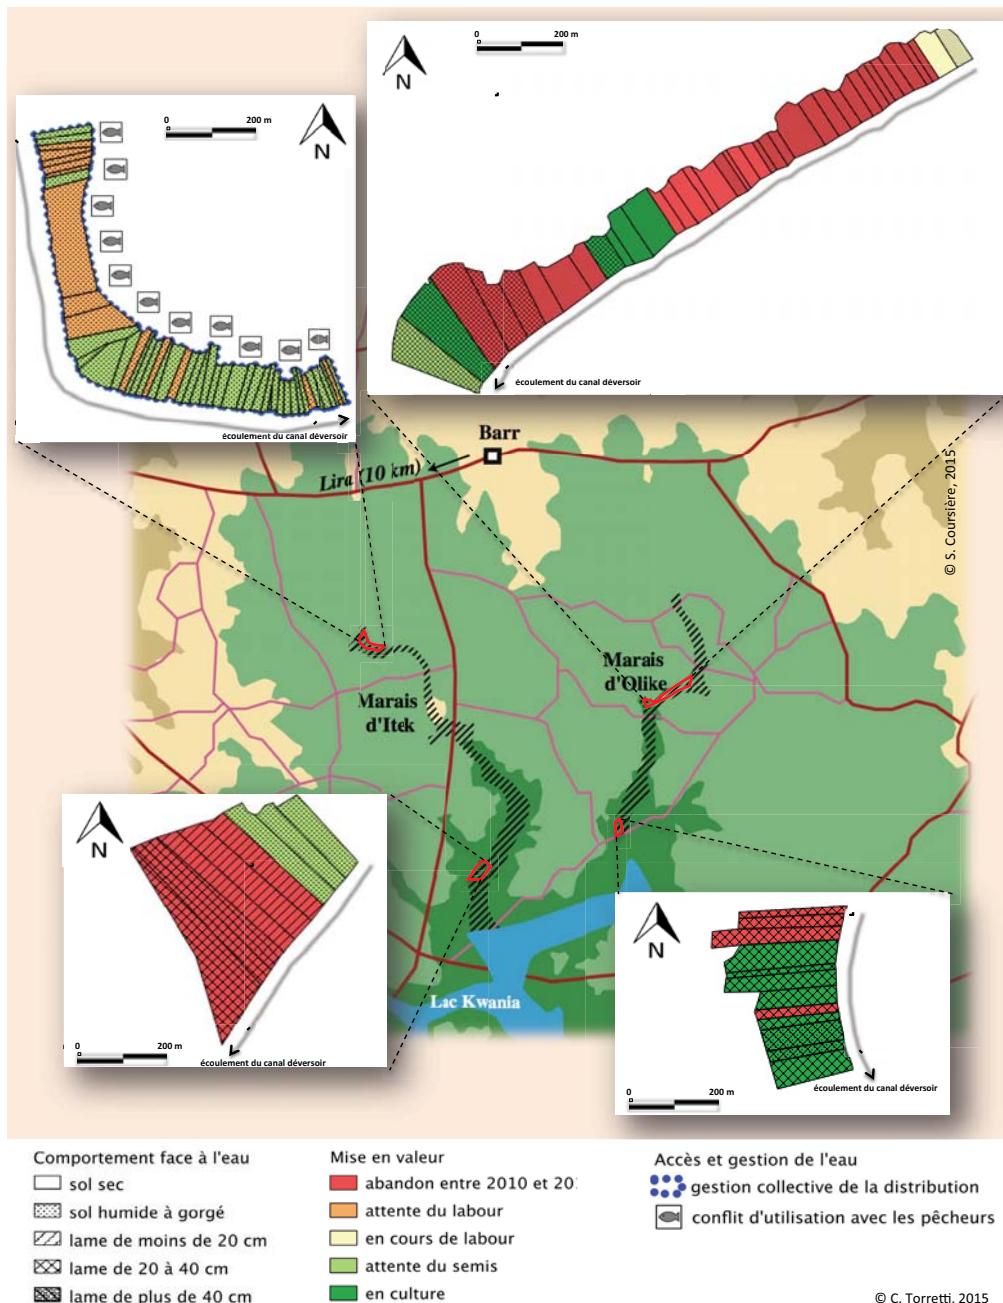 0 200 m
N
écoulement du canal déversoir
0 200 m
N
écoulement du canal déversoir
Barr
Lira (10 km)
© S. Coursière, 2015
Marais
d'Olike
Marais
d'Itek
N
0 200 m
écoulement du canal déversoir
N
0 200 m
écoulement du canal déversoir
Lac Kwania
Comportement face à l'eau
sol sec
sol humide à gorgé
lame de moins de 20 cm
lame de 20 à 40 cm
lame de plus de 40 cm
Mise en valeur
abandon entre 2010 et
attente du labour
en cours de labour
attente du semis
en culture
Accès et gestion de l'eau
gestion collective de la distribution
conflit d'utilisation avec les pêcheurs
© C. Torretti. 2015